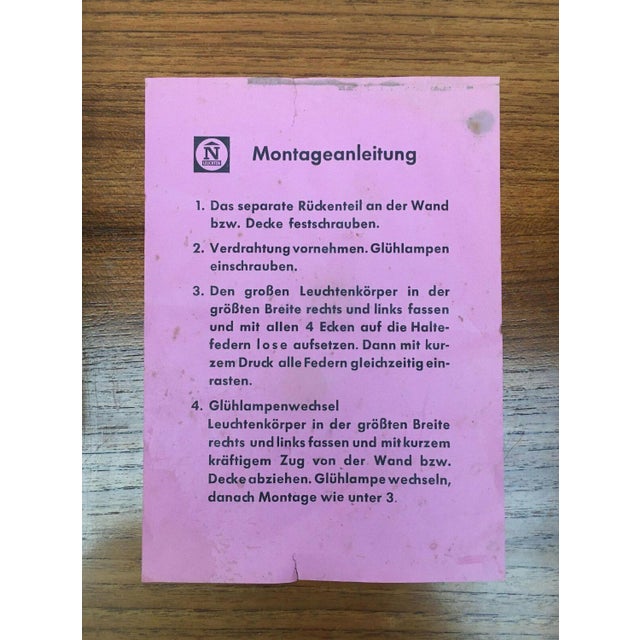 N
Montageanleitung
1. Das separate Rückenteil an der Wand
bzw. Decke festschrauben.
2. Verdrahtung vornehmen. Glühlampen
einschrauben.
3. Den großen Leuchtenkörper in der
größten Breite rechts und links fassen
und mit allen 4 Ecken auf die Halte-
federn lose aufsetzen. Dann mit kur-
zem Druck alle Federn gleichzeitig ein-
rasten.
4. Glühlampenwechsel
Leuchtenkörper in der größten Breite
rechts und links fassen und mit kurzem
kräftigem Zug von der Wand bzw.
Decke abziehen. Glühlampe wechseln,
danach Montage wie unter 3.